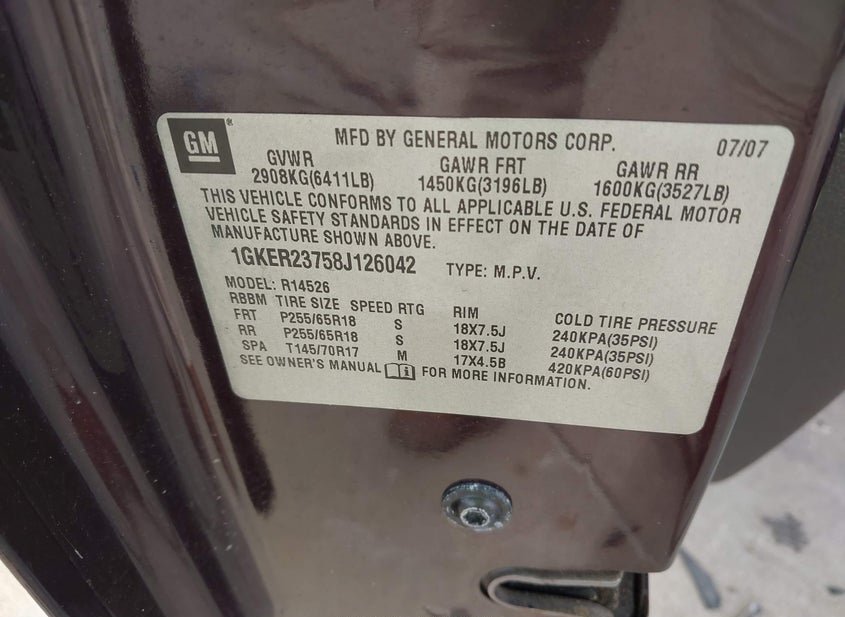 GM®
MFD BY GENERAL MOTORS CORP. 07/07
GVWR GAWR FRT GAWR RR
2908KG(6411LB) 1450KG(3196LB) 1600KG(3527LB)
THIS VEHICLE CONFORMS TO ALL APPLICABLE U.S. FEDERAL MOTOR
VEHICLE SAFETY STANDARDS IN EFFECT ON THE DATE OF
MANUFACTURE SHOWN ABOVE.
1GKER23758J126042 TYPE: M.P.V.
MODEL: R14526
RBBM TIRE SIZE SPEED RTG RIM COLD TIRE PRESSURE
FRT P255/65R18 S 18X7.5J 240KPA(35PSI)
RR P255/65R18 S 18X7.5J 240KPA(35PSI)
SPA T145/70R17 M 17X4.5B 420KPA(60PSI)
SEE OWNER'S MANUAL FOR MORE INFORMATION.